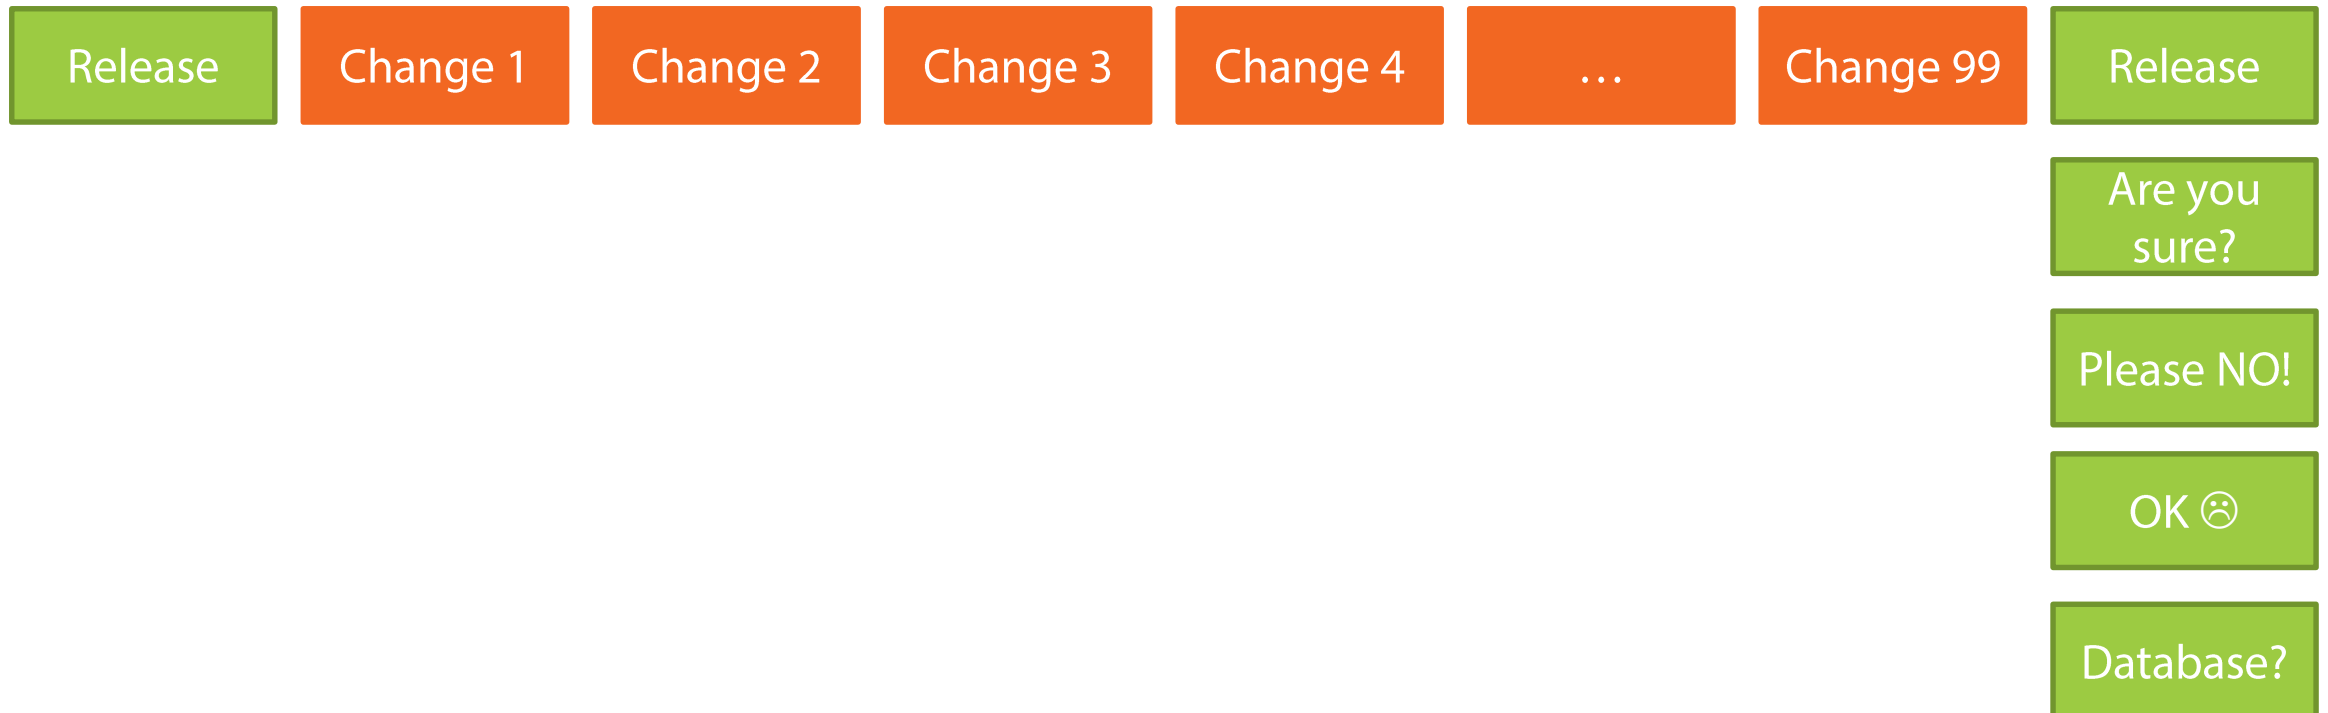 Release
Change 1
Change 2
Change 3
Change 4
...
Change 99
Release
Are you
sure?
Please NO!
OK ☹
Database?